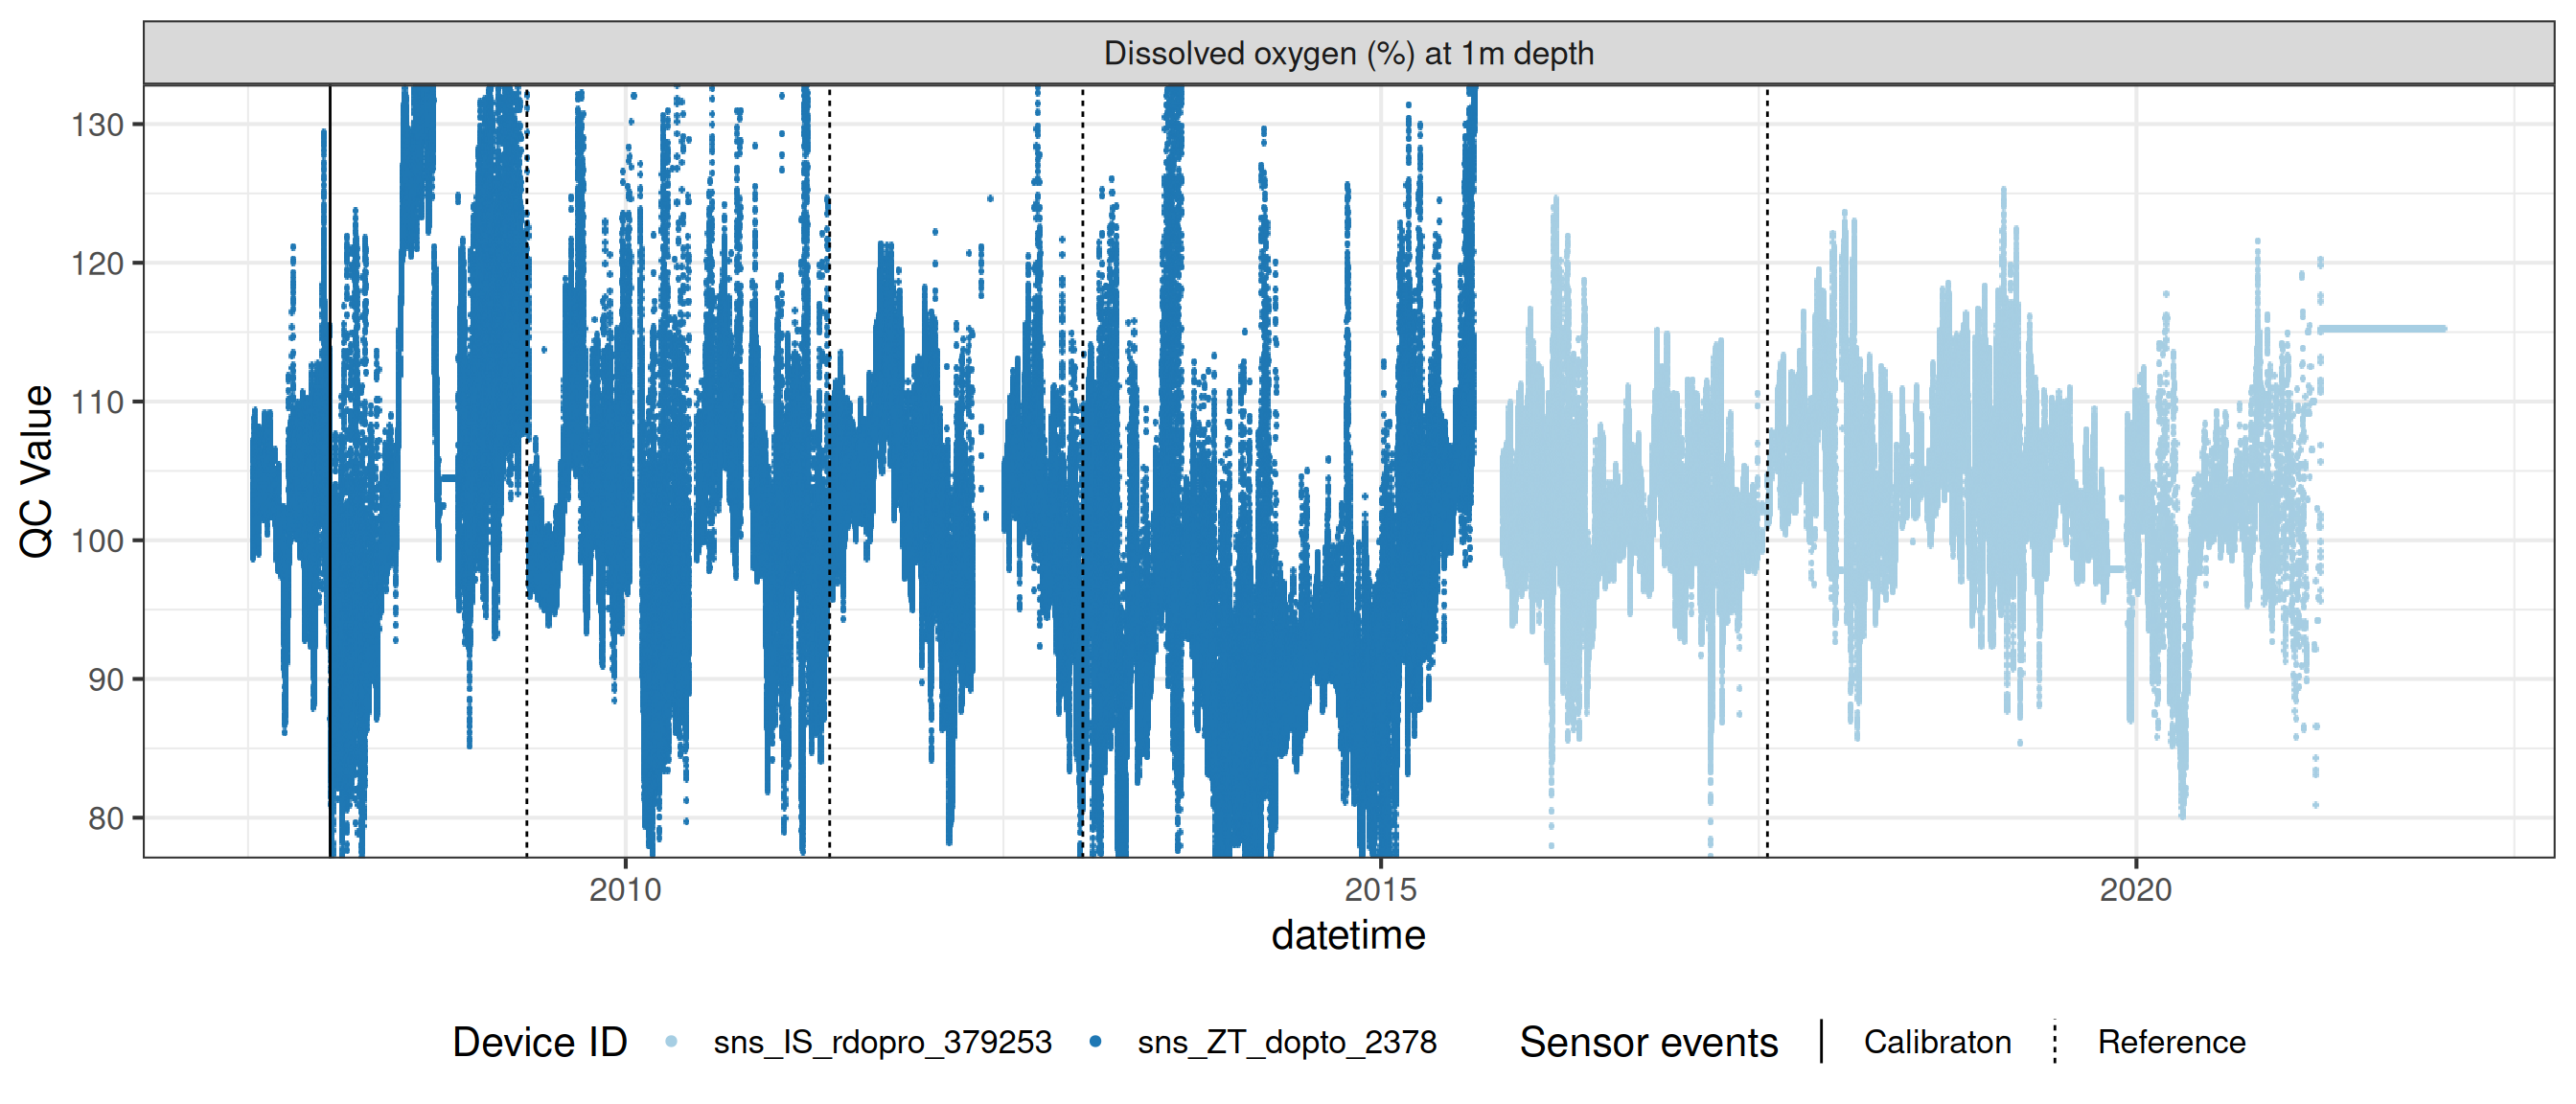 Dissolved oxygen (%) at 1m depth
130
120
110
100
90
80
QC Value
2010 2015 2020
datetime
Device ID sns_IS_rdopro_379253 sns_ZT_dopto_2378 Sensor events Calibraton Reference